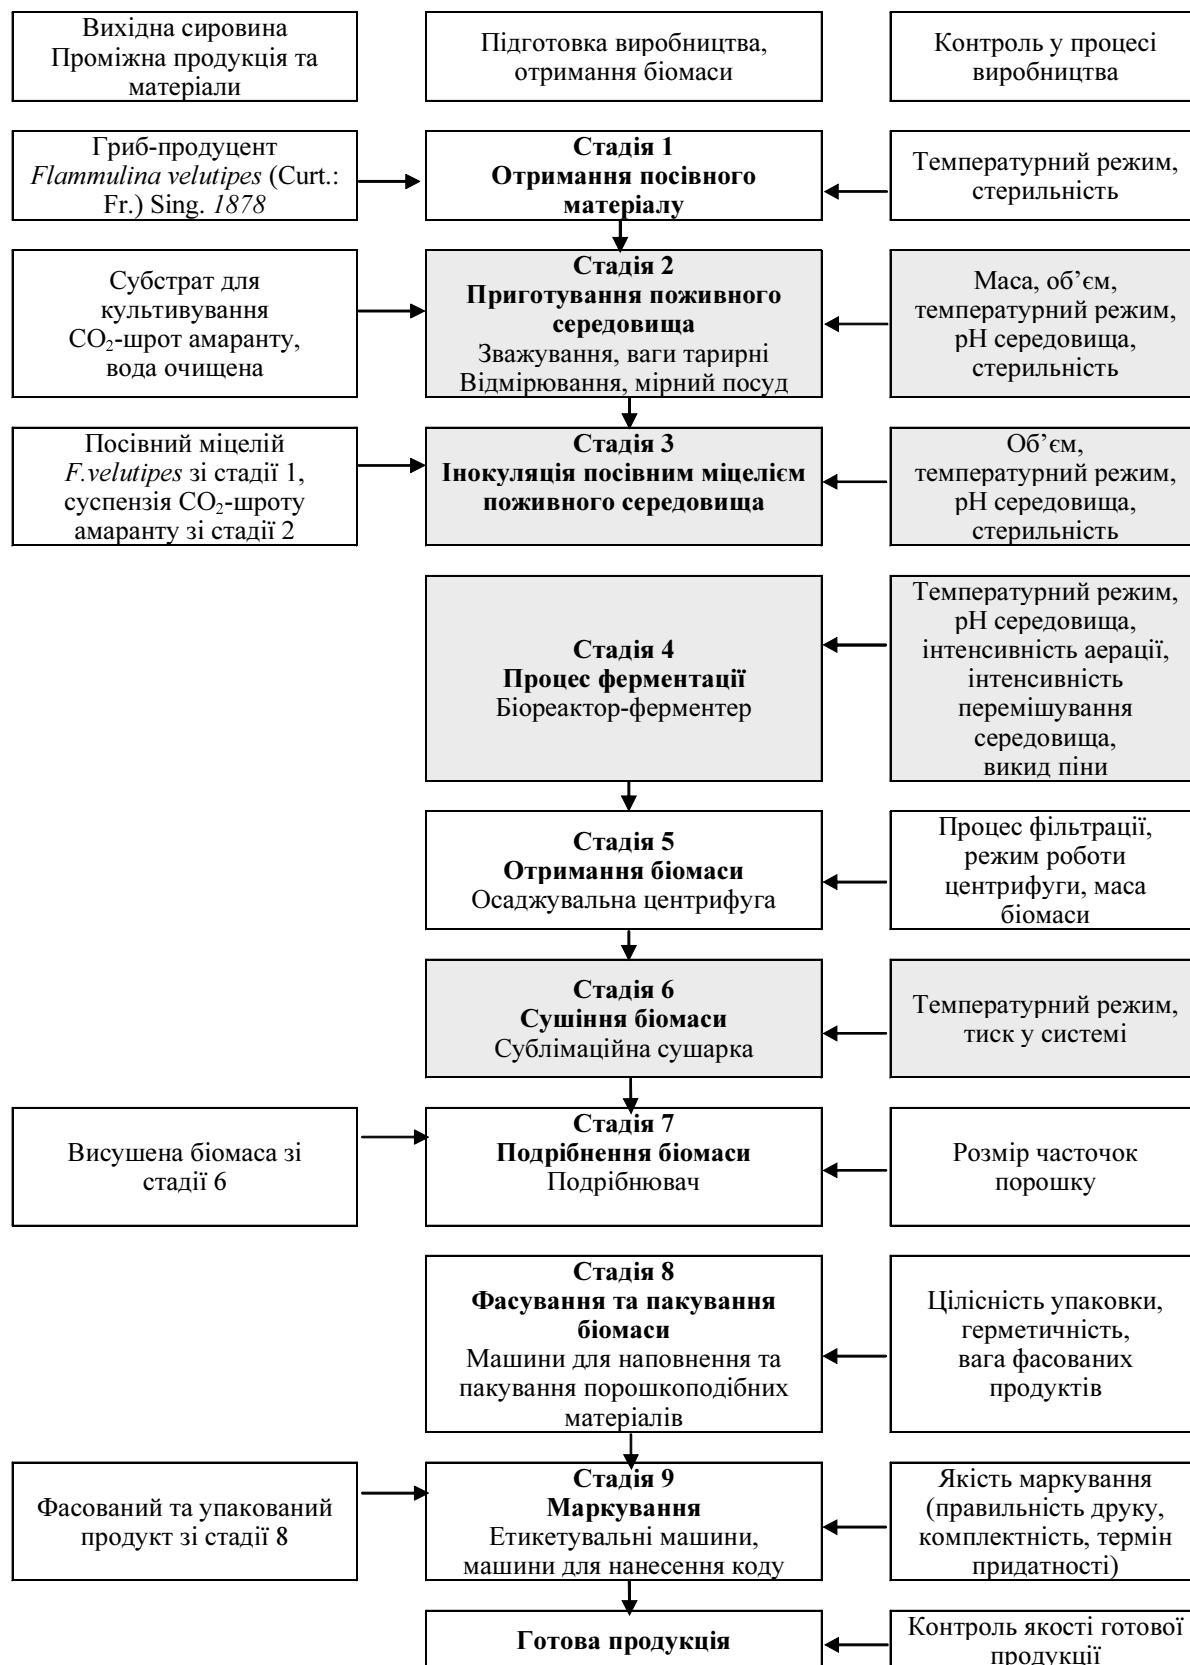 Вихідна сировина
Проміжна продукція та
матеріали
Підготовка виробництва,
отримання біомаси
Контроль у процесі
виробництва
Гриб-продуцент
Flammulina velutipes (Curt.:
Fr.) Sing. 1878
Стадія 1
Отримання посівного
матеріалу
Температурний режим,
стерильність
Субстрат для
культивування
CO₂-шрот амаранту,
вода очищена
Стадія 2
Приготування поживного
середовища
Зважування, ваги тарирні
Відмірювання, мірний посуд
Маса, об’єм,
температурний режим,
рН середовища,
стерильність
Посівний міцелій
F.velutipes зі стадії 1,
суспензія CO₂-шроту
амаранту зі стадії 2
Стадія 3
Інокуляція посівним міцелієм
поживного середовища
Об’єм,
температурний режим,
рН середовища,
стерильність
Стадія 4
Процес ферментації
Біореактор-ферментер
Температурний режим,
рН середовища,
інтенсивність аерації,
інтенсивність
перемішування
середовища,
викид піни
Стадія 5
Отримання біомаси
Осаджувальна центрифуга
Процес фільтрації,
режим роботи
центрифуги, маса
біомаси
Стадія 6
Сушіння біомаси
Сублімаційна сушарка
Температурний режим,
тиск у системі
Висушена біомаса зі
стадії 6
Стадія 7
Подрібнення біомаси
Подрібнювач
Розмір часточок
порошку
Стадія 8
Фасування та пакування
біомаси
Машини для наповнення та
пакування порошкоподібних
матеріалів
Цілісність упаковки,
герметичність,
вага фасованих
продуктів
Фасований та упакований
продукт зі стадії 8
Стадія 9
Маркування
Етикетувальні машини,
машини для нанесення коду
Якість маркування
(правильність друку,
комплектність, термін
придатності)
Готова продукція
Контроль якості готової
продукції